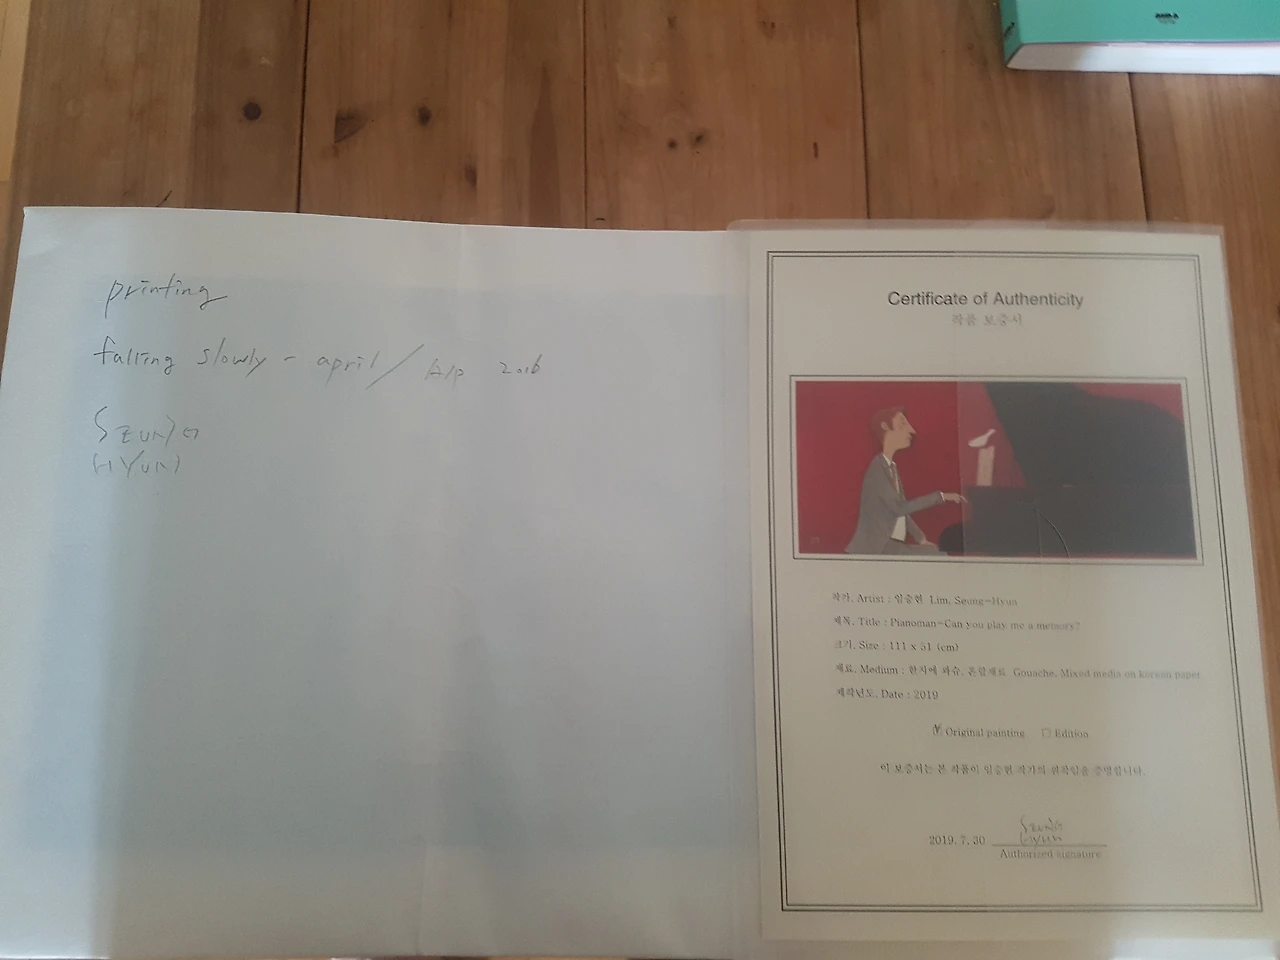 printing
falling slowly - april / A/P 2016
SEUNG
HYUN
Certificate of Authenticity
작품 보증서
작가, Artist : 임승현 Lim, Seung-Hyun
제목, Title : Pianoman-Can you play me a memory?
크기, Size : 111 x 51 (cm)
재료, Medium : 한지에 과슈, 혼합재료 Gouache, Mixed media on korean paper
제작년도, Date : 2019
Original painting Edition
이 보증서는 본 작품이 임승현 작가의 원작임을 증명합니다.
SEUNG
HYUN
2019. 7. 30
Authorized signature